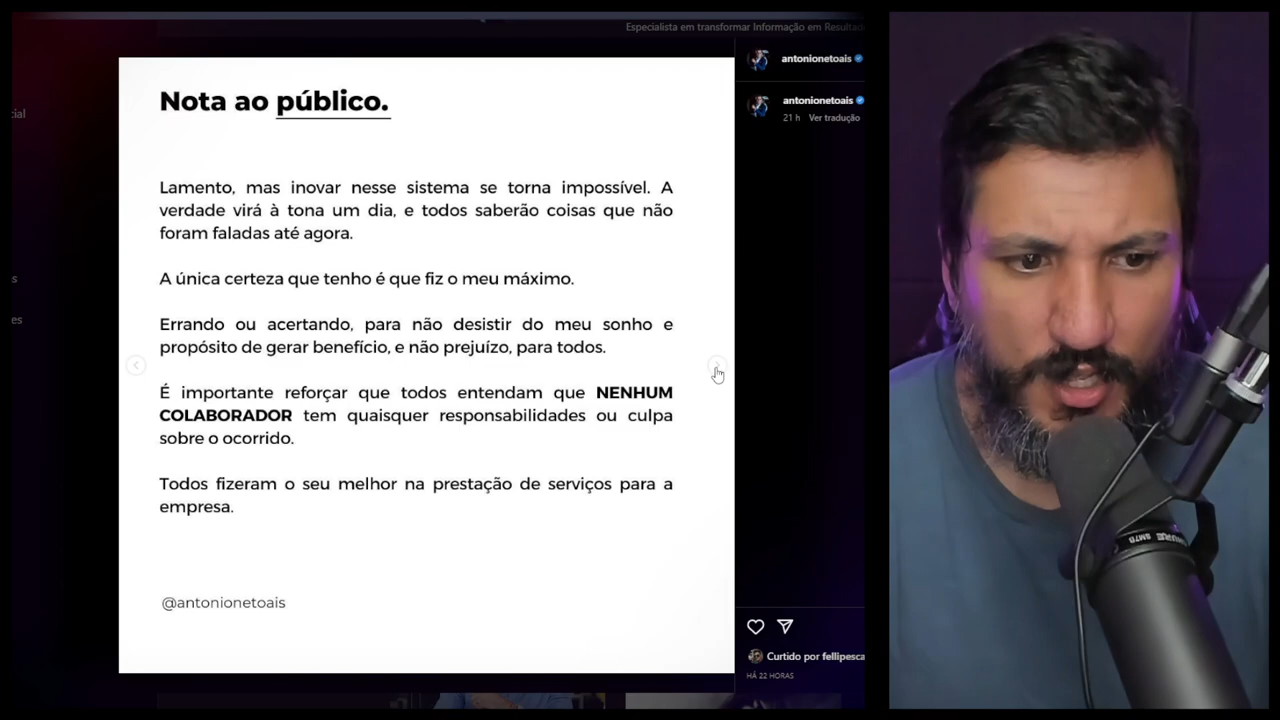 Especialista em transformar Informação em Resultado
Nota ao público.
Lamento, mas inovar nesse sistema se torna impossível. A
verdade virá à tona um dia, e todos saberão coisas que não
foram faladas até agora.
A única certeza que tenho é que fiz o meu máximo.
Errando ou acertando, para não desistir do meu sonho e
propósito de gerar benefício, e não prejuízo, para todos.
É importante reforçar que todos entendam que NENHUM
COLABORADOR tem quaisquer responsabilidades ou culpa
sobre o ocorrido.
Todos fizeram o seu melhor na prestação de serviços para a
empresa.
@antonionetoais
antonionetoais
antonionetoais
21 h Ver tradução
Curtido por fellipesca
HÁ 22 HORAS
cial
s
es
SM7B